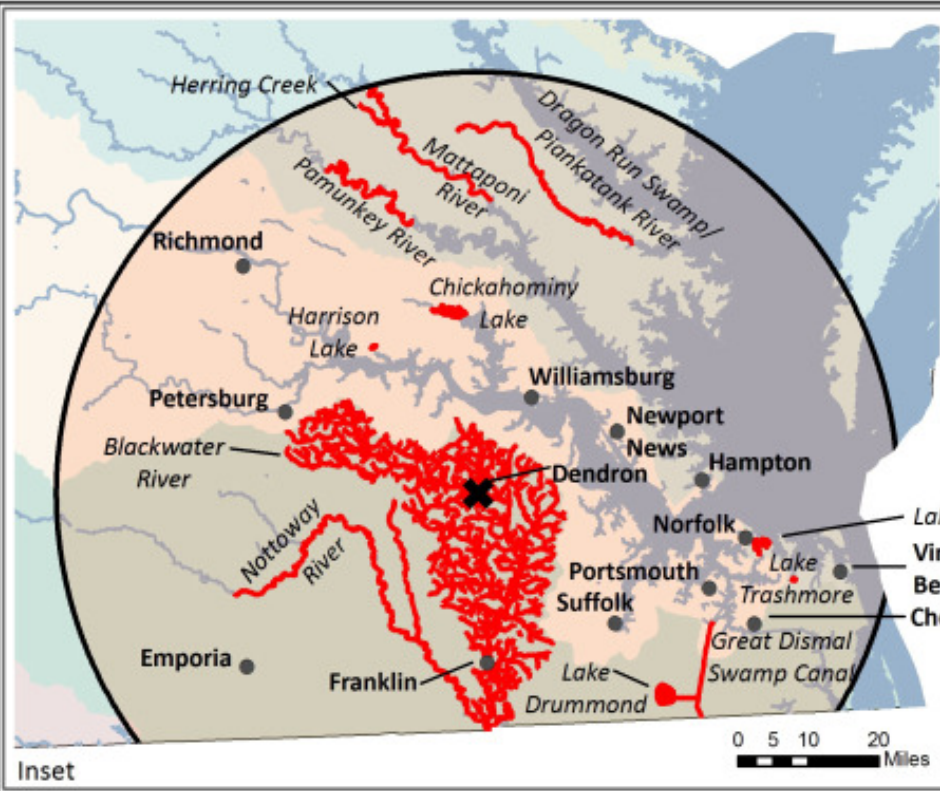 Herring Creek
Dragon Run Swamp/
Piankatank River
Mattaponi
River
Pamunkey River
Richmond
Chickahominy
Lake
Harrison
Lake
Williamsburg
Petersburg
Newport
News
Blackwater
River
Hampton
Dendron
Nottoway
River
Norfolk
Lake
Trashmore
Portsmouth
Suffolk
Great Dismal
Swamp Canal
Emporia
Franklin
Lake
Drummond
0 5 10 20
Miles
Inset